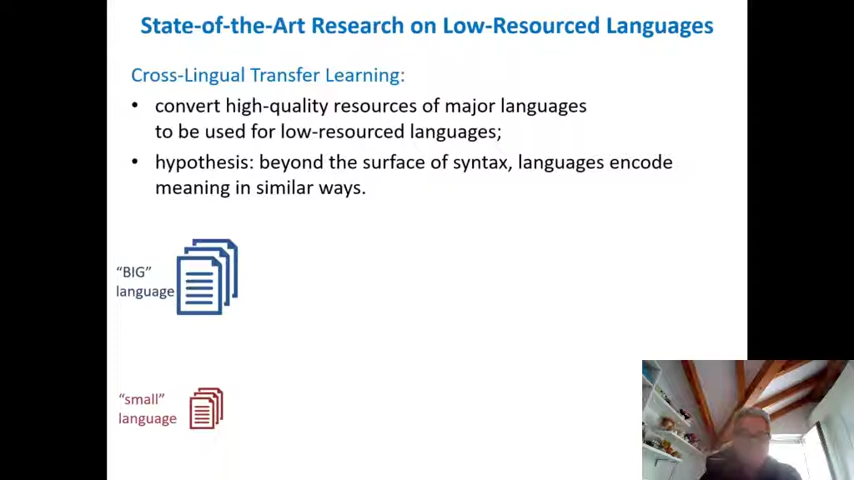 State-of-the-Art Research on Low-Resourced Languages
Cross-Lingual Transfer Learning:
• convert high-quality resources of major languages
to be used for low-resourced languages;
• hypothesis: beyond the surface of syntax, languages encode
meaning in similar ways.
“BIG”
language
“small”
language